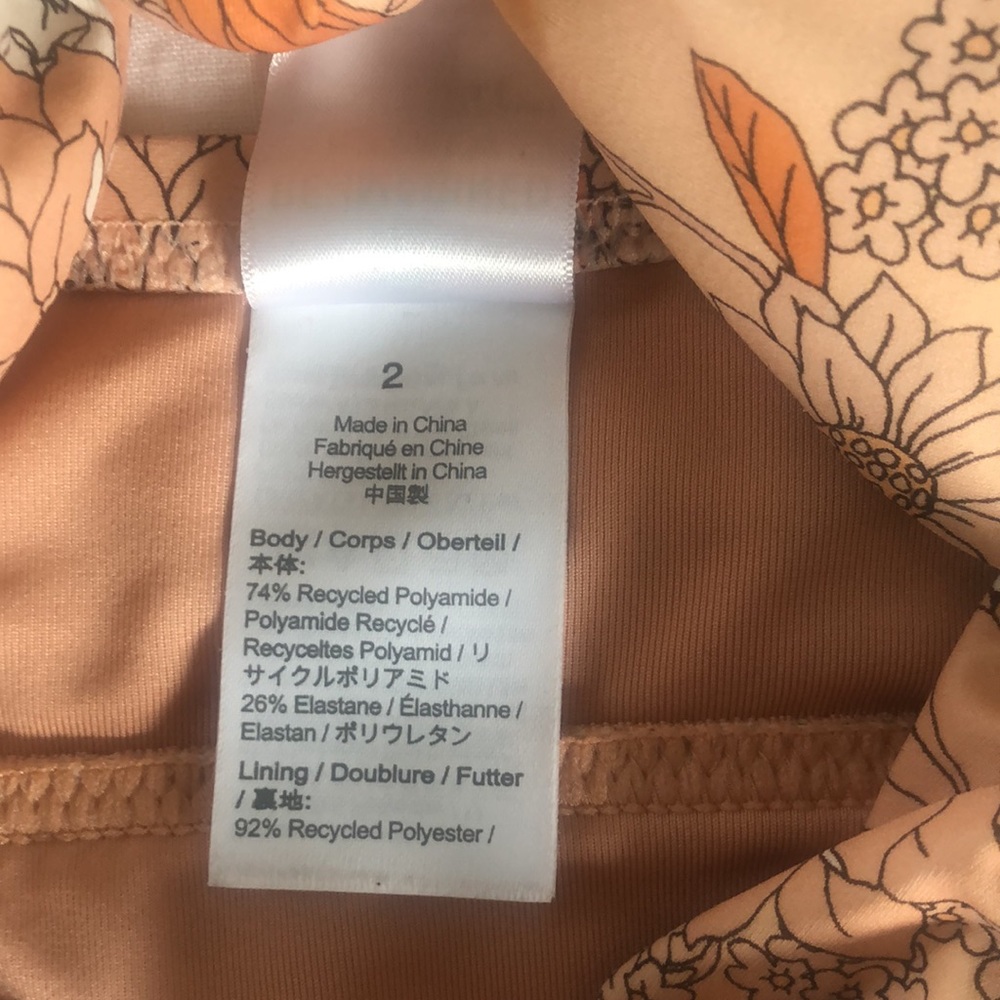 2
Made in China
Fabriqué en Chine
Hergestellt in China
中国製
Body / Corps / Oberteil /
本体:
74% Recycled Polyamide /
Polyamide Recyclé /
Recyceltes Polyamid / リ
サイクルポリアミド
26% Elastane / Élasthanne /
Elastan / ポリウレタン
Lining / Doublure / Futter
/ 裏地:
92% Recycled Polyester /